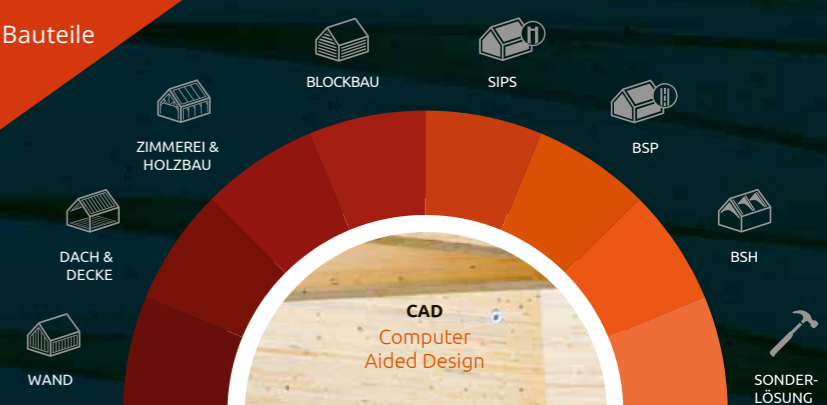 Bauteile
BLOCKBAU
SIPS
ZIMMEREI &
HOLZBAU
BSP
DACH &
DECKE
BSH
CAD
Computer
Aided Design
WAND
SONDER-
LÖSUNG